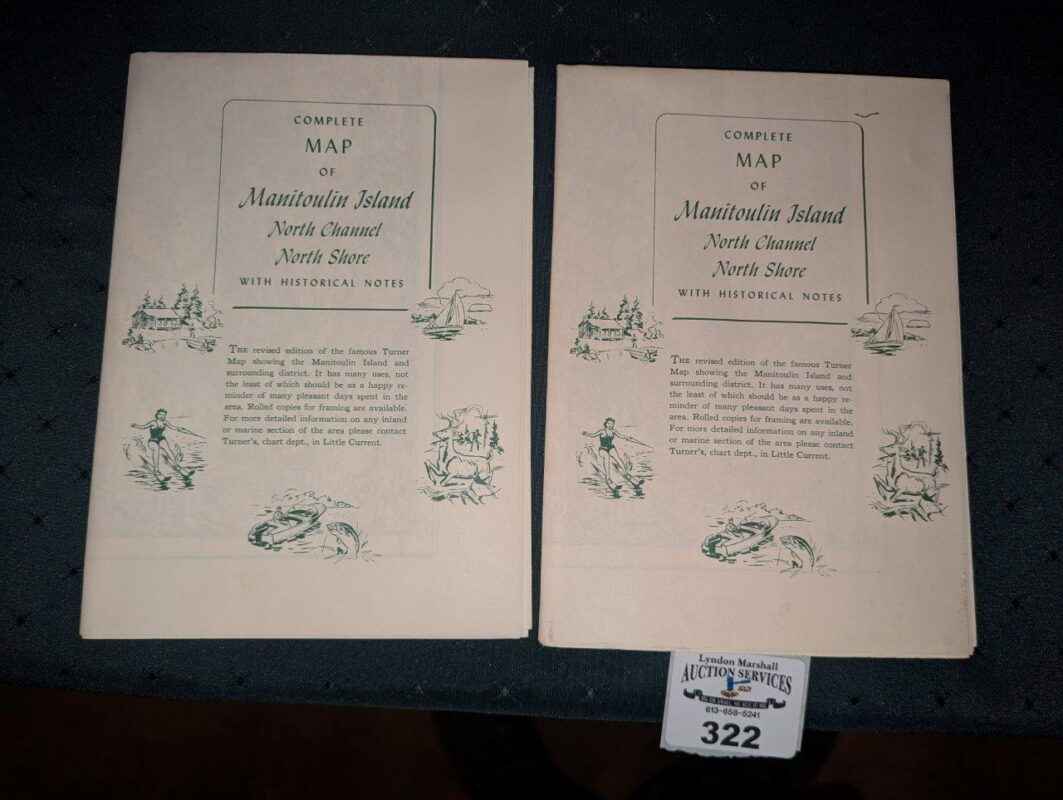 COMPLETE
MAP
OF
Manitoulin Island
North Channel
North Shore
WITH HISTORICAL NOTES
THE revised edition of the famous Turner
Map showing the Manitoulin Island and
surrounding district. It has many uses, not
the least of which should be as a happy re-
minder of many pleasant days spent in the
area. Rolled copies for framing are available.
For more detailed information on any inland
or marine section of the area please contact
Turner's, chart dept., in Little Current.
COMPLETE
MAP
OF
Manitoulin Island
North Channel
North Shore
WITH HISTORICAL NOTES
THE revised edition of the famous Turner
Map showing the Manitoulin Island and
surrounding district. It has many uses, not
the least of which should be as a happy re-
minder of many pleasant days spent in the
area. Rolled copies for framing are available.
For more detailed information on any inland
or marine section of the area please contact
Turner's, chart dept., in Little Current.
Lyndon Marshall
AUCTION SERVICES
613-658-5241
322